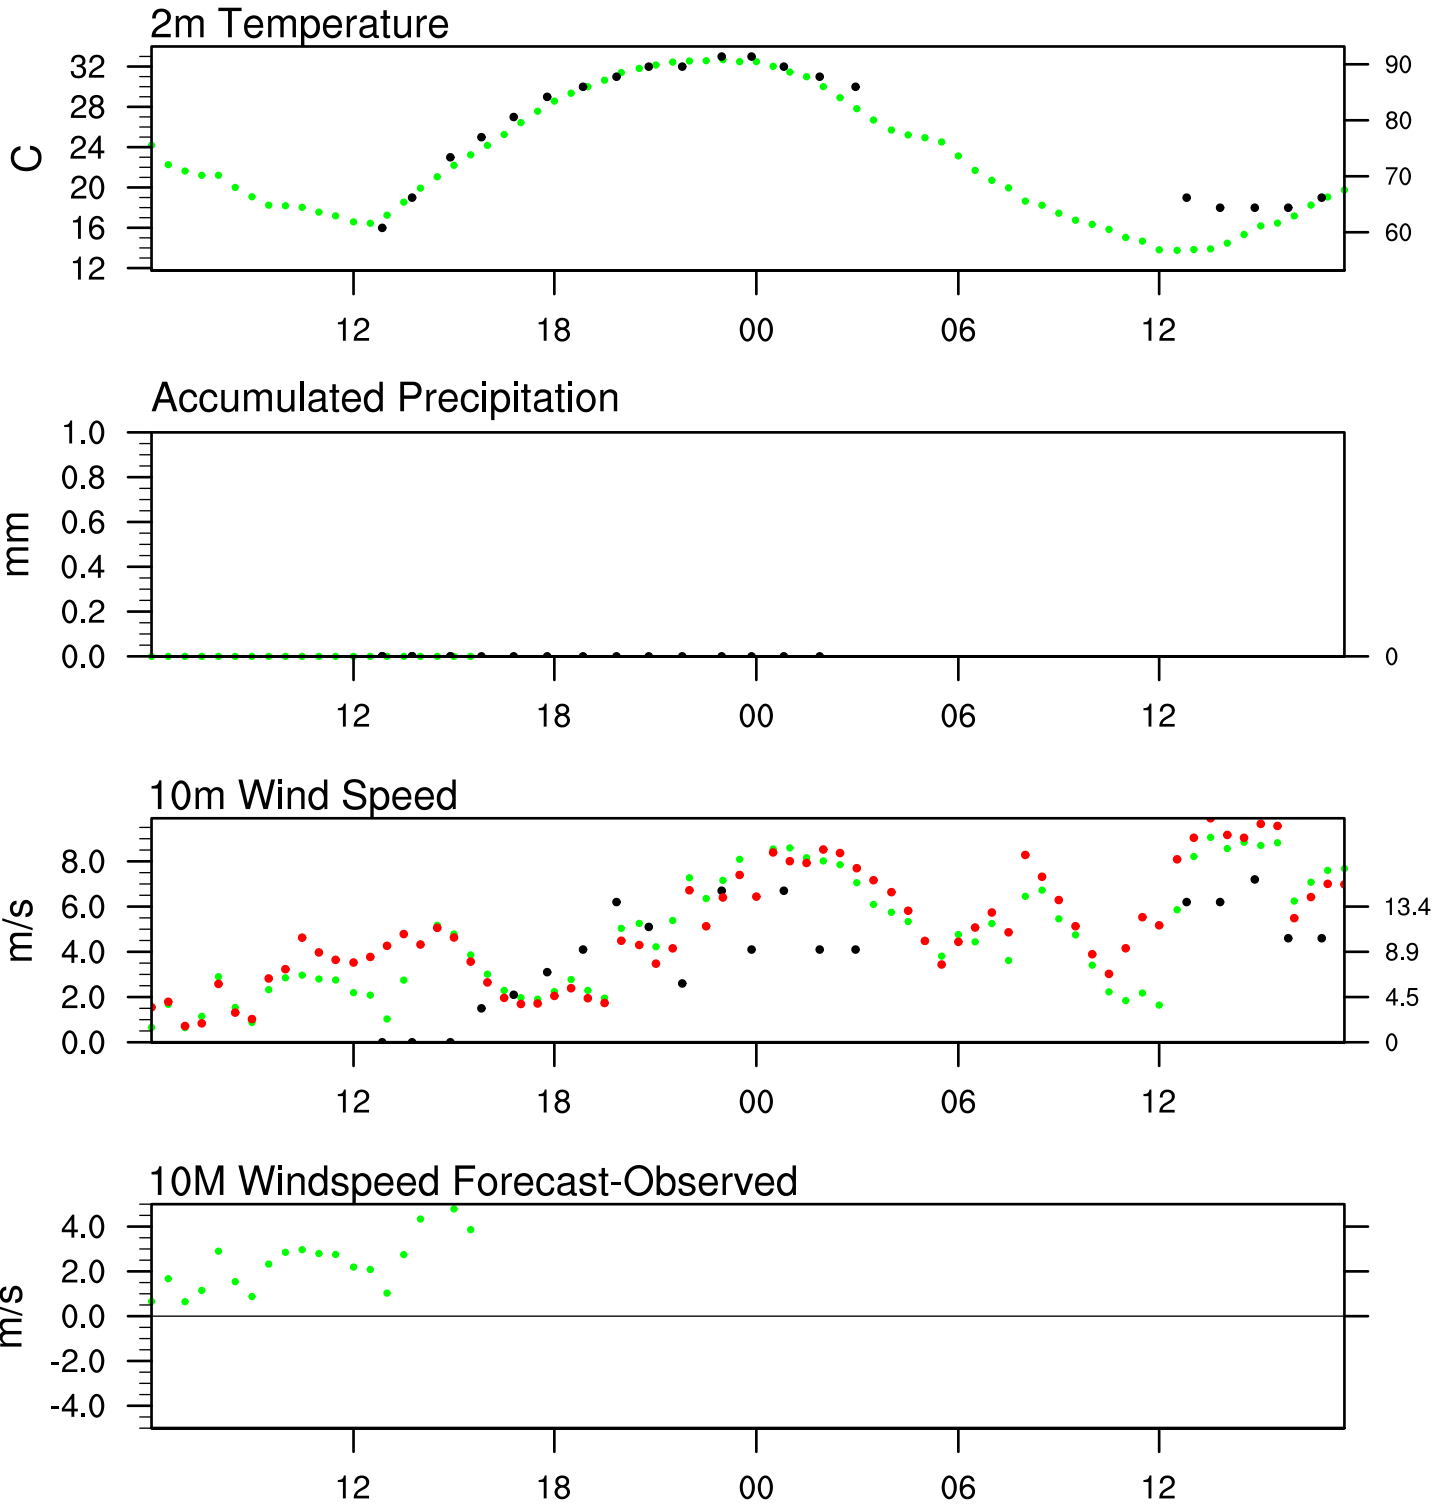 2m Temperature
C
32
28
24
20
16
12
90
80
70
60
12 18 00 06 12
Accumulated Precipitation
mm
1.0
0.8
0.6
0.4
0.2
0.0
0
12 18 00 06 12
10m Wind Speed
m/s
8.0
6.0
4.0
2.0
0.0
13.4
8.9
4.5
0
12 18 00 06 12
10M Windspeed Forecast-Observed
m/s
4.0
2.0
0.0
-2.0
-4.0
12 18 00 06 12